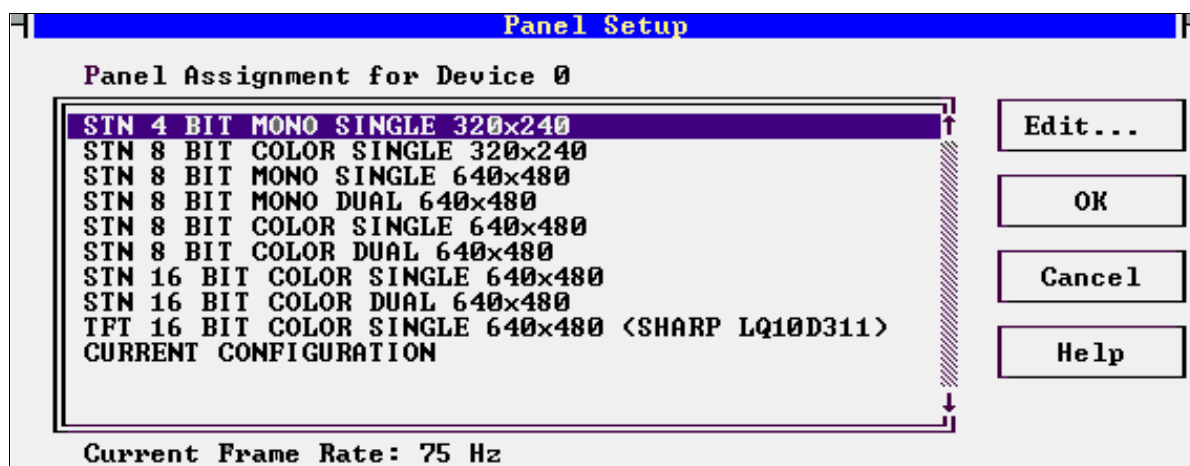 Panel Setup
Panel Assignment for Device 0
STN 4 BIT MONO SINGLE 320x240
STN 8 BIT COLOR SINGLE 320x240
STN 8 BIT MONO SINGLE 640x480
STN 8 BIT MONO DUAL 640x480
STN 8 BIT COLOR SINGLE 640x480
STN 8 BIT COLOR DUAL 640x480
STN 16 BIT COLOR SINGLE 640x480
STN 16 BIT COLOR DUAL 640x480
TFT 16 BIT COLOR SINGLE 640x480 (SHARP LQ10D311)
CURRENT CONFIGURATION
Edit...
OK
Cancel
Help
Current Frame Rate: 75 Hz